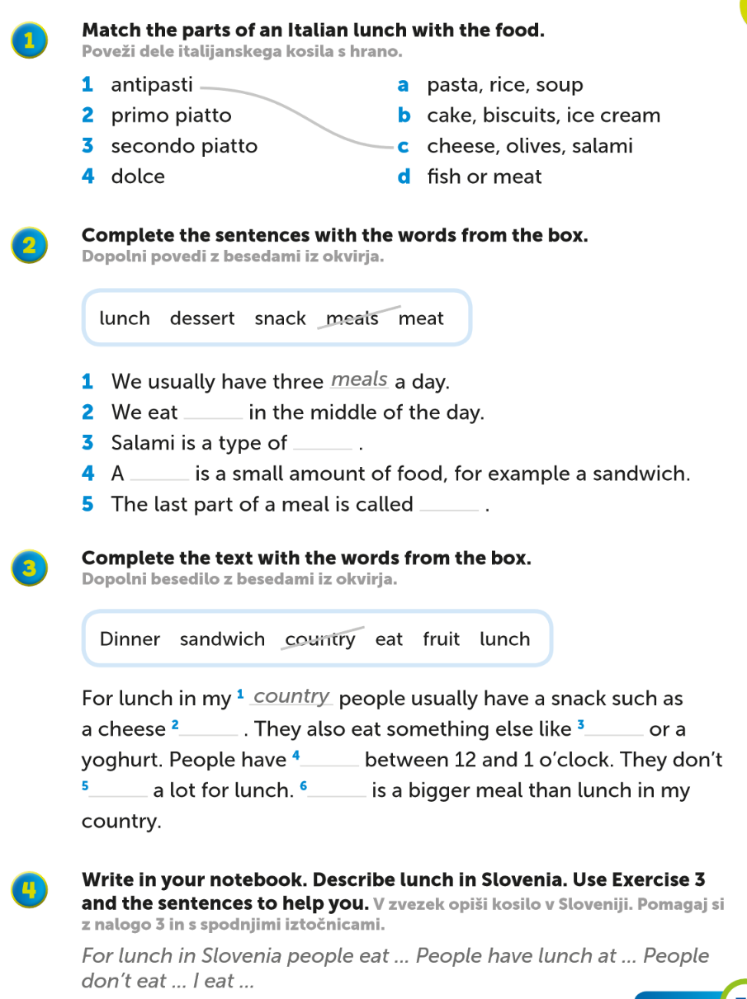 1 Match the parts of an Italian lunch with the food.
Poveži dele italijanskega kosila s hrano.
1 antipasti a pasta, rice, soup
2 primo piatto b cake, biscuits, ice cream
3 secondo piatto c cheese, olives, salami
4 dolce d fish or meat
2 Complete the sentences with the words from the box.
Dopolni povedi z besedami iz okvirja.
lunch dessert snack meals meat
1 We usually have three meals a day.
2 We eat ______ in the middle of the day.
3 Salami is a type of ______ .
4 A ______ is a small amount of food, for example a sandwich.
5 The last part of a meal is called ______ .
3 Complete the text with the words from the box.
Dopolni besedilo z besedami iz okvirja.
Dinner sandwich country eat fruit lunch
For lunch in my 1 country people usually have a snack such as
a cheese 2______ . They also eat something else like 3______ or a
yoghurt. People have 4______ between 12 and 1 o’clock. They don’t
5______ a lot for lunch. 6______ is a bigger meal than lunch in my
country.
4 Write in your notebook. Describe lunch in Slovenia. Use Exercise 3
and the sentences to help you. V zvezek opiši kosilo v Sloveniji. Pomagaj si
z nalogo 3 in s spodnjimi iztočnicami.
For lunch in Slovenia people eat ... People have lunch at ... People
don’t eat ... I eat ...